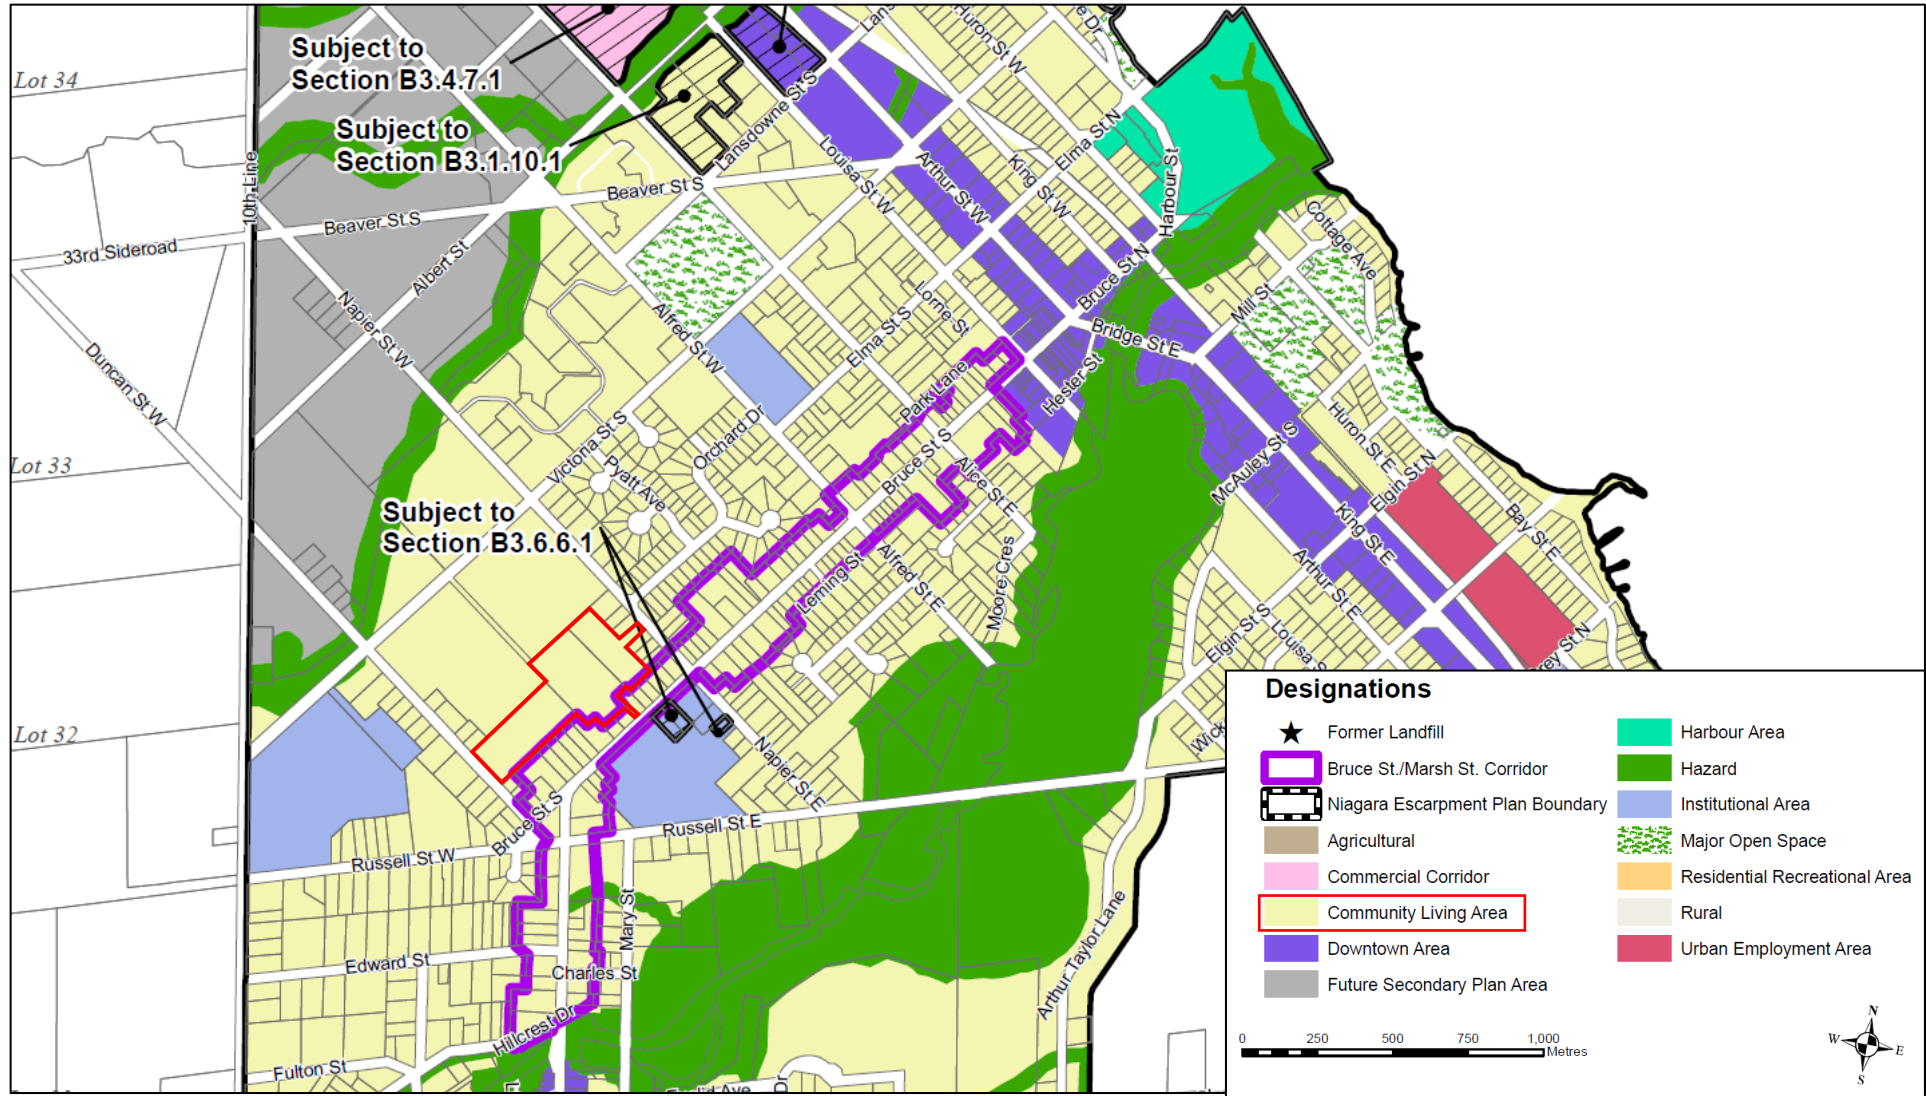 Subject to
Section B3.4.7.1
Lot 34
Subject to
Section B3.1.10.1
10th Line
33rd Sideroad
Beaver St S
Beaver St S
Albert St
Lansdowne St S
Louisa St W
Arthur St W
King St W
Huron St W
Elma St N
Harbour St
Cottage Ave
Napier St W
Duncan St W
Alfred St W
Elma St S
Lorne St
Bruce St N
Bridge St E
Mill St
Hester St
Park Lane
Victoria St S
Pyatt Ave
Orchard Dr
Bruce St S
Alice St E
McAuley St S
Huron St E
Elgin St N
King St E
Bay St E
Lot 33
Subject to
Section B3.6.6.1
Leming St
Alfred St E
Moore Cres
Arthur St E
Elgin St S
Louisa S
rey St N
Wick
Lot 32
Napier St E
Bruce St S
Russell St E
Russell St W
Mary St
Edward St
Charles St
Arthur Taylor Lane
Hillcrest Dr
Fulton St
Designations
Former Landfill
Bruce St./Marsh St. Corridor
Niagara Escarpment Plan Boundary
Agricultural
Commercial Corridor
Community Living Area
Downtown Area
Future Secondary Plan Area
Harbour Area
Hazard
Institutional Area
Major Open Space
Residential Recreational Area
Rural
Urban Employment Area
0 250 500 750 1,000
Metres
N
W E
S